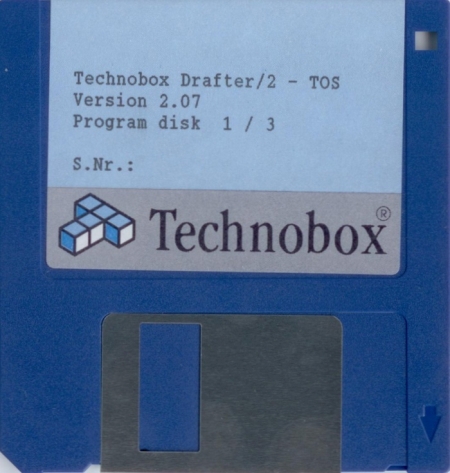 Technobox Drafter/2 - TOS
Version 2.07
Program disk 1 / 3
S.Nr.:
Technobox®